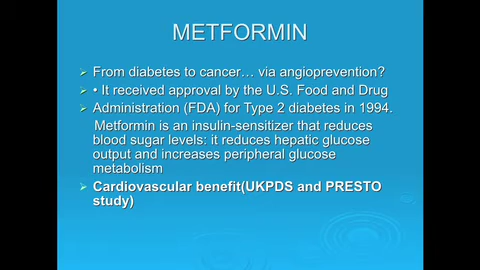 METFORMIN
From diabetes to cancer… via angioprevention?
• It received approval by the U.S. Food and Drug
Administration (FDA) for Type 2 diabetes in 1994.
Metformin is an insulin-sensitizer that reduces
blood sugar levels: it reduces hepatic glucose
output and increases peripheral glucose
metabolism
Cardiovascular benefit(UKPDS and PRESTO
study)